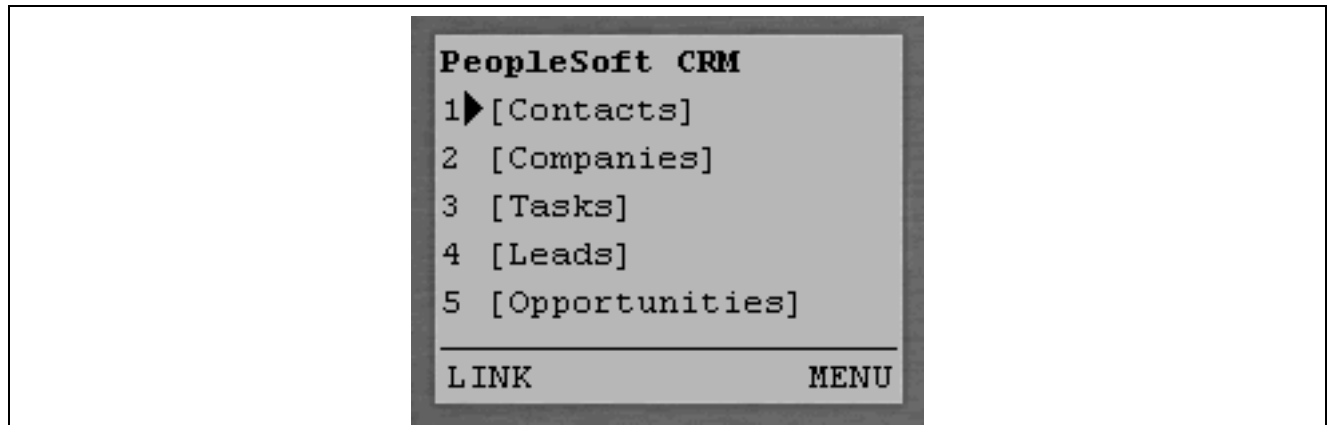 PeopleSoft CRM
1 [Contacts]
2 [Companies]
3 [Tasks]
4 [Leads]
5 [Opportunities]
LINK MENU